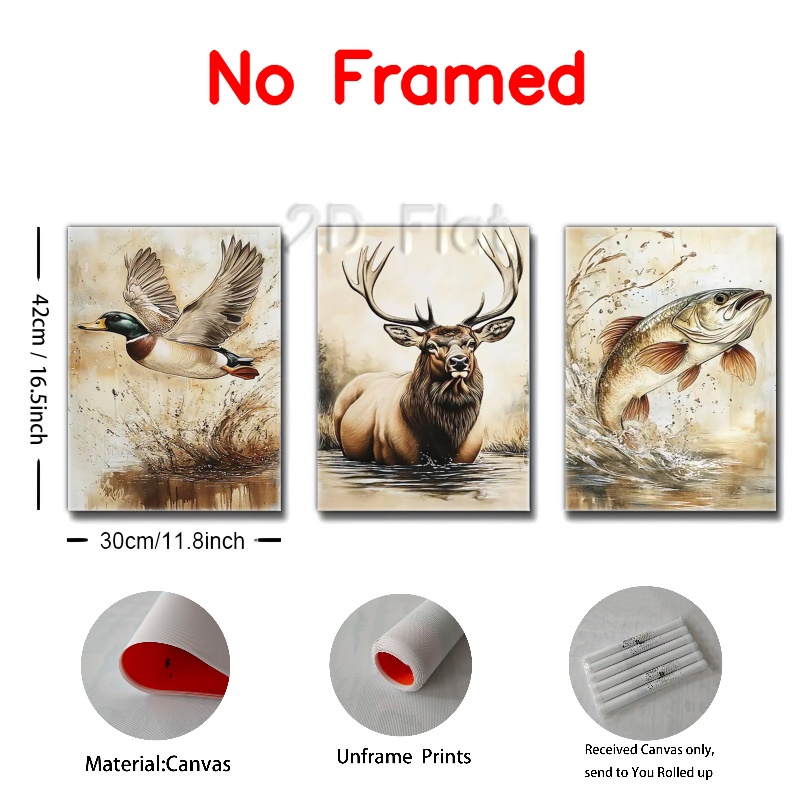 No Framed
2D Flat
42cm / 16.5inch
30cm/11.8inch
Material:Canvas
Unframe Prints
Received Canvas only,
send to You Rolled up